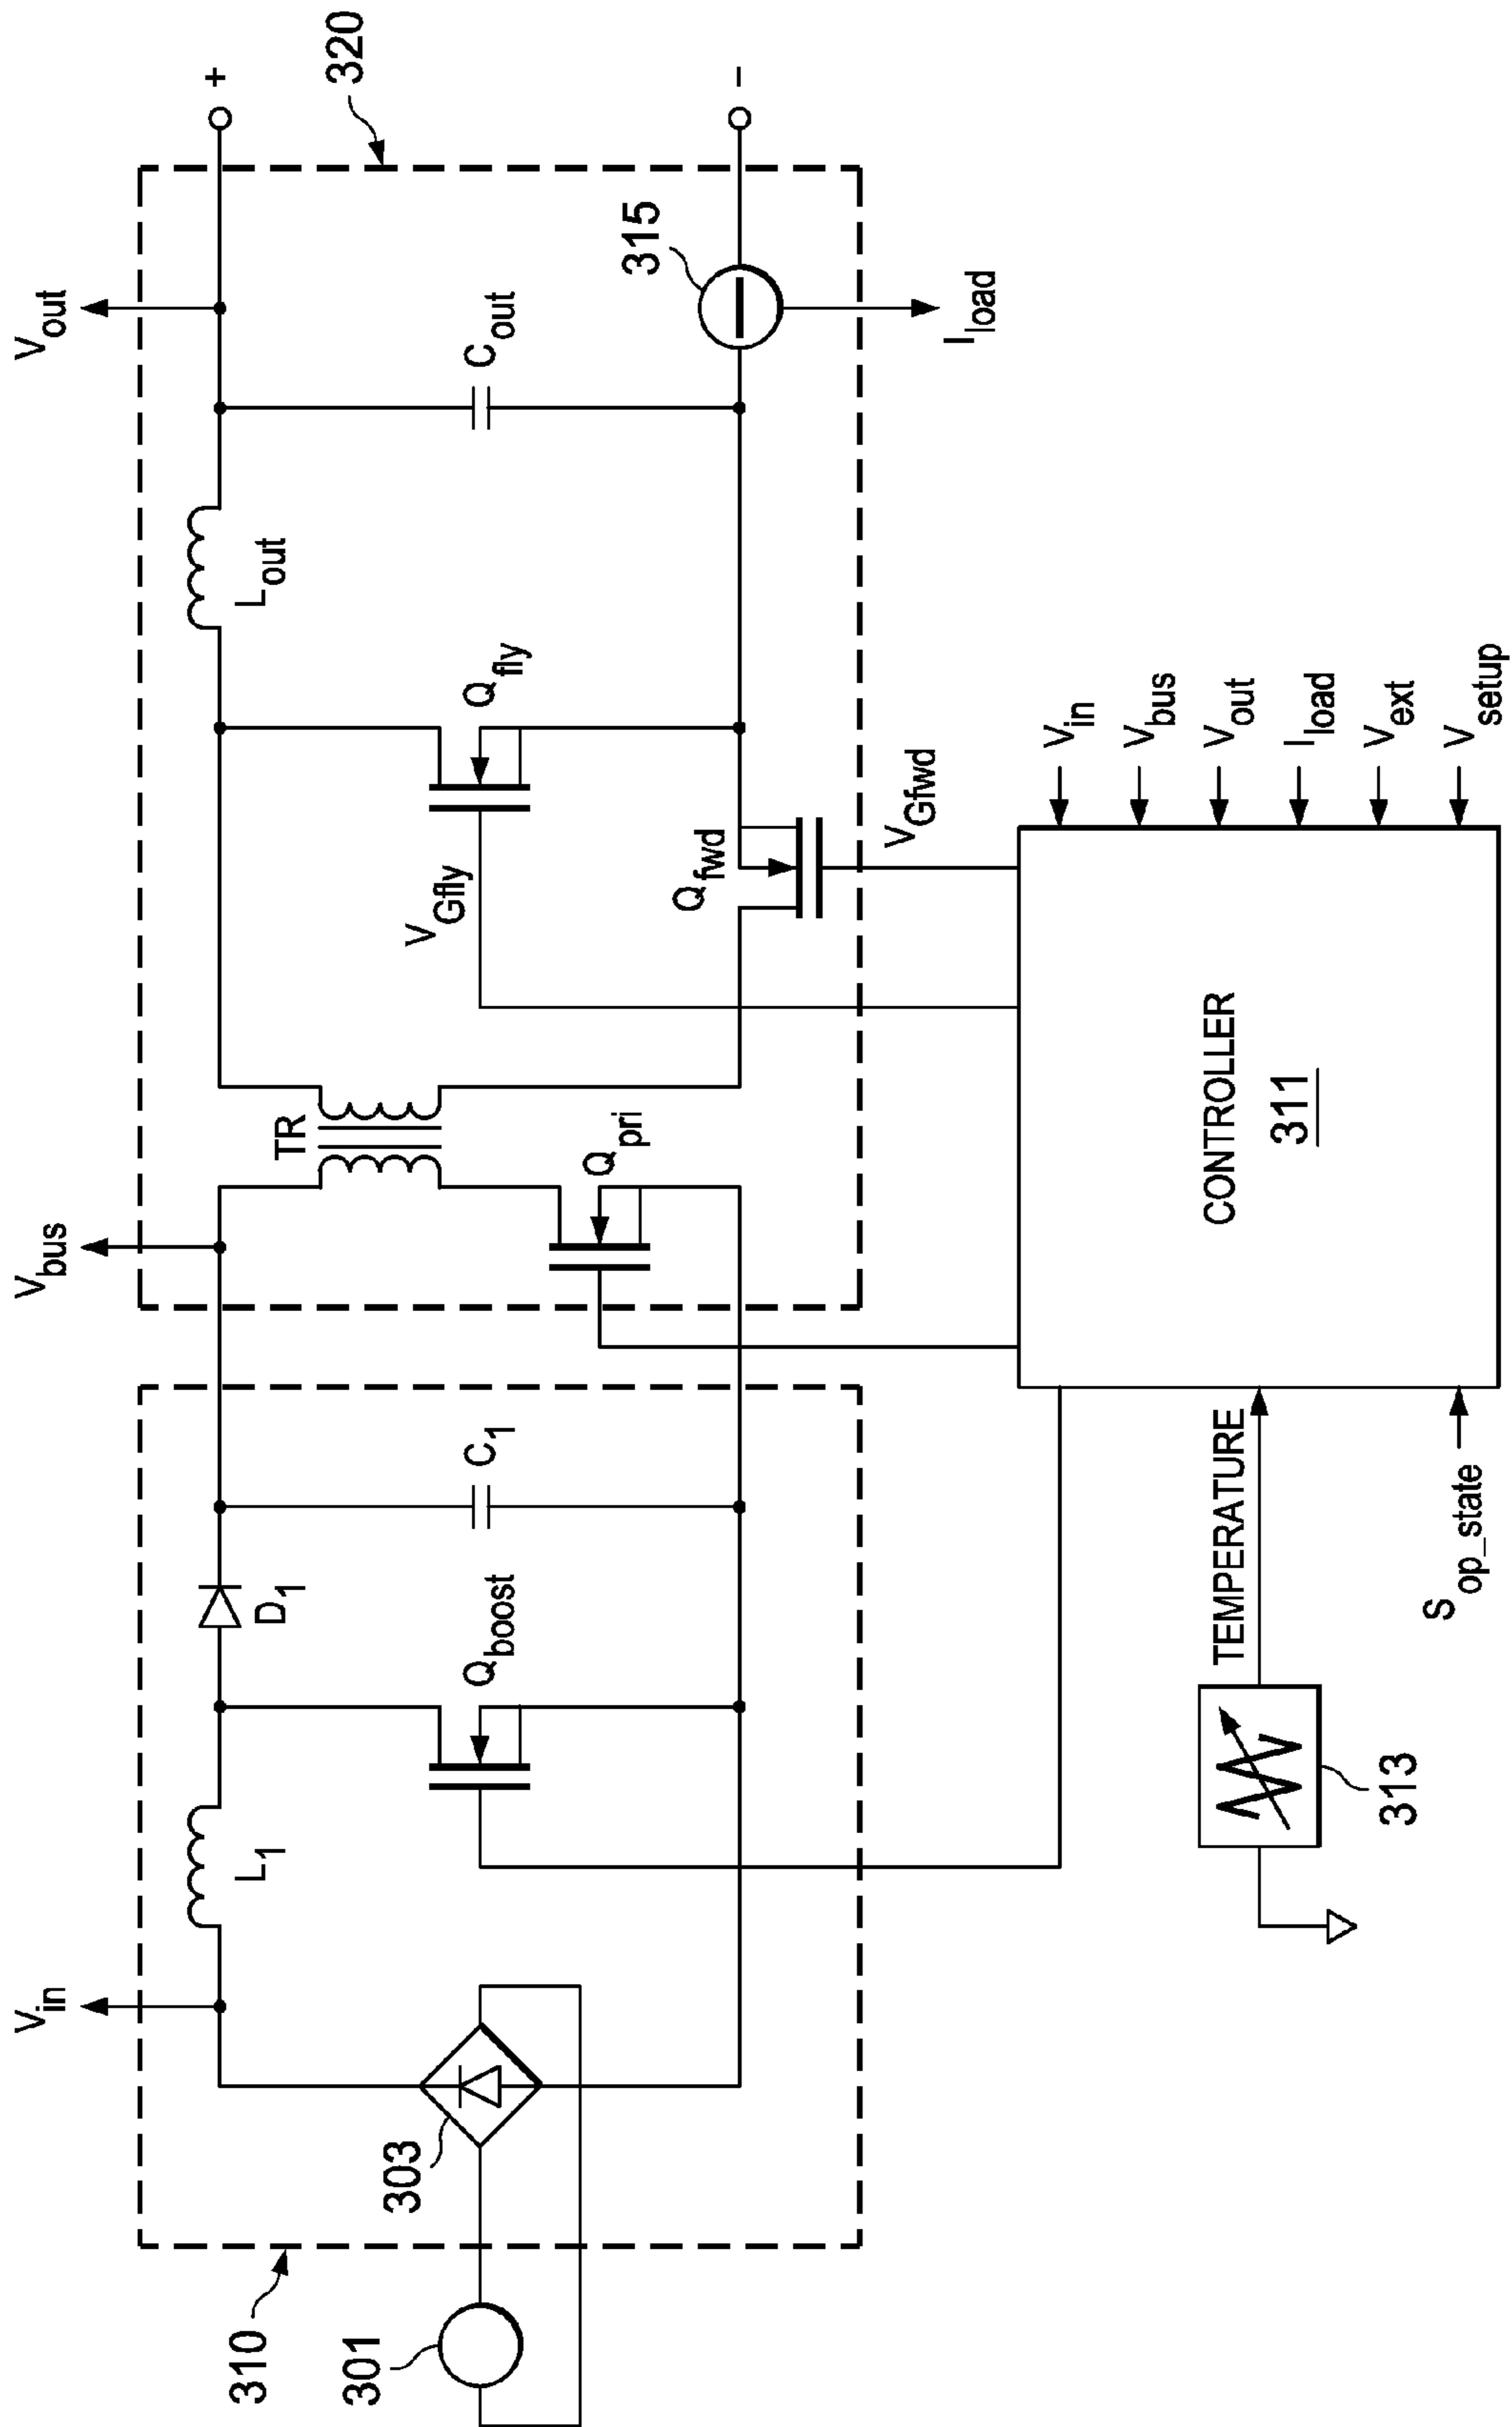 V_in
V_bus
V_out
310
301
303
L_1
Q_boost
D_1
C_1
TR
Q_pri
V_Gfly
Q_fly
Q_fwd
V_Gfwd
L_out
C_out
315
I_load
320
+
−
313
TEMPERATURE
S_op_state
CONTROLLER
311
V_in
V_bus
V_out
I_load
V_ext
V_setup